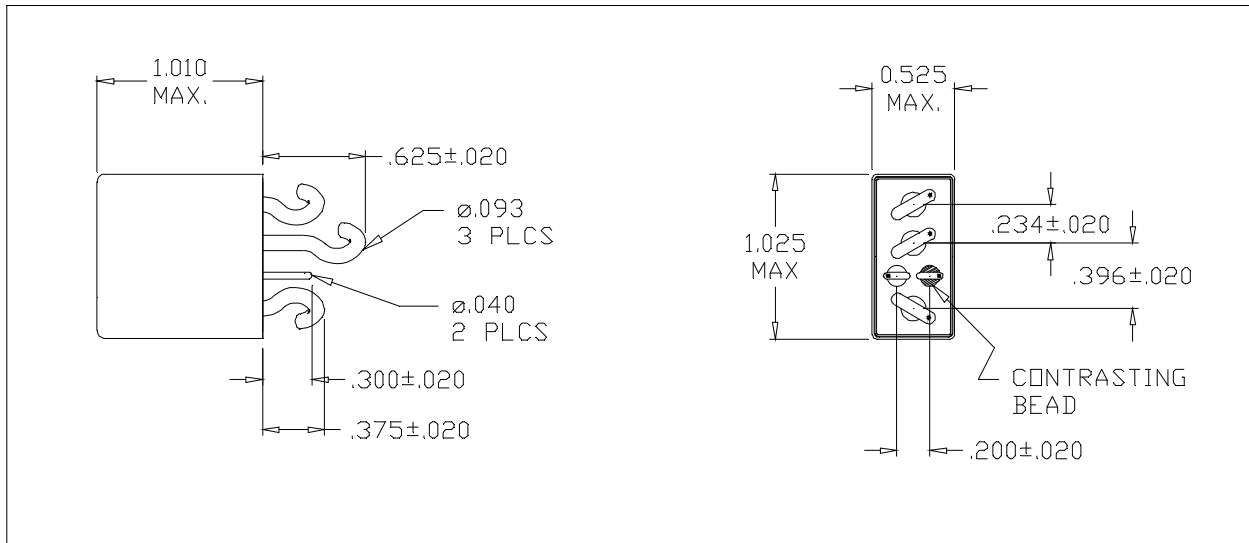 1.010
MAX.
.625±.020
ø.093
3 PLCS
ø.040
2 PLCS
.300±.020
.375±.020
0.525
MAX.
1.025
MAX
.234±.020
.396±.020
CONTRASTING
BEAD
.200±.020